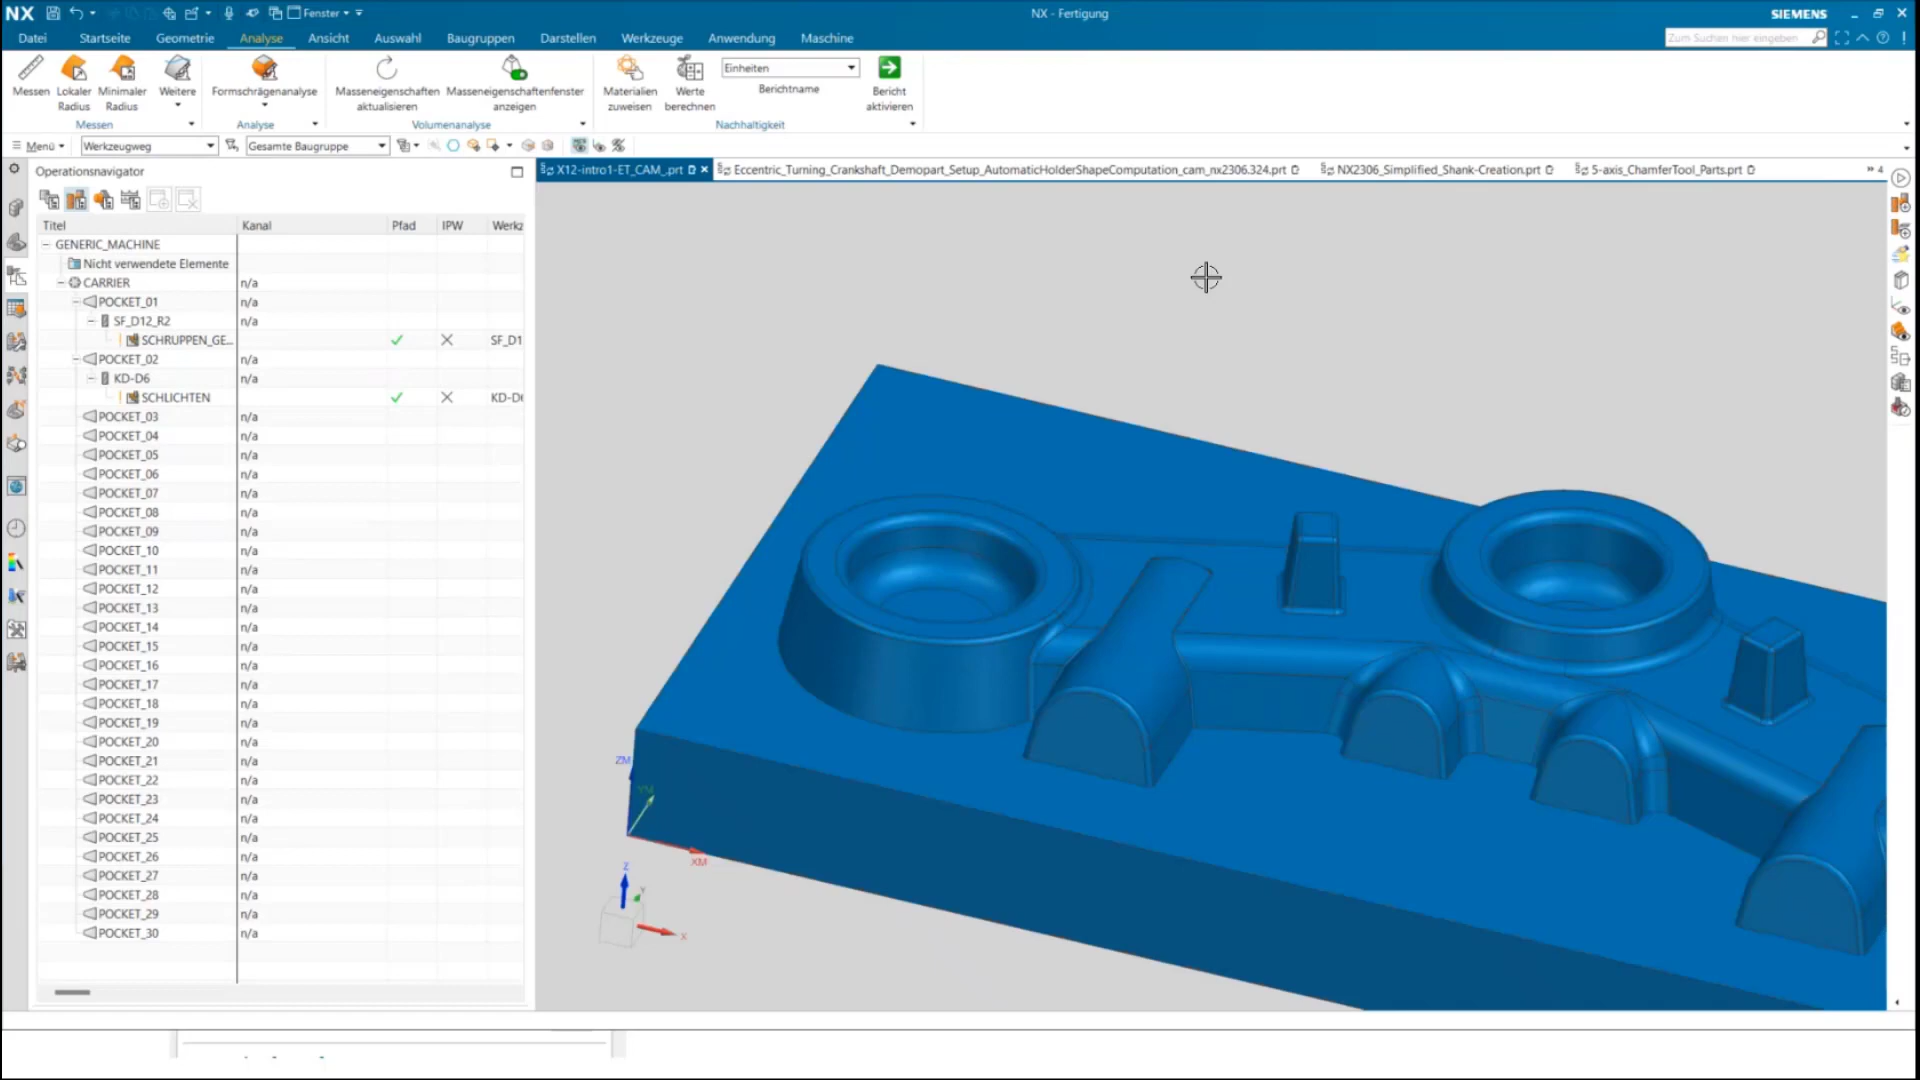 NX Fenster NX - Fertigung SIEMENS
Datei Startseite Geometrie Analyse Ansicht Auswahl Baugruppen Darstellen Werkzeuge Anwendung Maschine Zum Suchen hier eingeben
Messen
Lokaler Radius
Minimaler Radius
Weitere
Formschrägenanalyse
Masseneigenschaften aktualisieren
Masseneigenschaftenfenster anzeigen
Materialien zuweisen
Werte berechnen
Einheiten
Berichtname
Bericht aktivieren
Messen Analyse Volumenanalyse Nachhaltigkeit
Menü Werkzeugweg Gesamte Baugruppe
X12-intro1-ET_CAM_.prt Eccentric_Turning_Crankshaft_Demopart_Setup_AutomaticHolderShapeComputation_cam_nx2306.324.prt NX2306_Simplified_Shank-Creation.prt 5-axis_ChamferTool_Parts.prt 4
Operationsnavigator
Titel Kanal Pfad IPW Werkz
GENERIC_MACHINE
Nicht verwendete Elemente
CARRIER n/a
POCKET_01 n/a
SF_D12_R2 n/a
SCHRUPPEN_GE... SF_D1
POCKET_02 n/a
KD-D6 n/a
SCHLICHTEN KD-D6
POCKET_03 n/a
POCKET_04 n/a
POCKET_05 n/a
POCKET_06 n/a
POCKET_07 n/a
POCKET_08 n/a
POCKET_09 n/a
POCKET_10 n/a
POCKET_11 n/a
POCKET_12 n/a
POCKET_13 n/a
POCKET_14 n/a
POCKET_15 n/a
POCKET_16 n/a
POCKET_17 n/a
POCKET_18 n/a
POCKET_19 n/a
POCKET_20 n/a
POCKET_21 n/a
POCKET_22 n/a
POCKET_23 n/a
POCKET_24 n/a
POCKET_25 n/a
POCKET_26 n/a
POCKET_27 n/a
POCKET_28 n/a
POCKET_29 n/a
POCKET_30 n/a
ZM
YM
XM
Z
Y
X